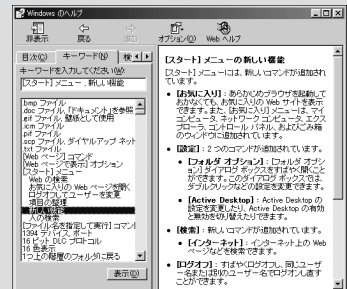 Windows のヘルプ
非表示
戻る
オプション(O)
Web ヘルプ
目次(C)
キーワード(N)
検
キーワードを入力してください(W)
[スタート] メニュー , 新しい機能
.bmp ファイル
.doc ファイル, 「ドキュメント」も参照
.gif ファイル, 壁紙として使用
.icm ファイル
.pif ファイル
.scp ファイル, ダイヤルアップ ネット
.txt ファイル
[Web ページ] コマンド
[Web ページで表示] オプション
[スタート] メニュー
Web の検索
お気に入りの Web ページを開く
ログオフしてユーザーを変更
項目の整理
新しい機能
人の検索
[ファイル名を指定して実行] コマンド
1394 デバイス, ポート
16 ビット DLC プロトコル
16 色表示
1つ上の階層のフォルダに戻る
表示(D)
[スタート] メニューの新しい機能
[スタート] メニューには、新しいコマンドが追加されています。
• [お気に入り] : あらかじめブラウザを起動しておかなくても、お気に入りの Web サイトを表示できます。また、[お気に入り] メニューは、マイ コンピュータ、ネットワーク コンピュータ、エクスプローラ、コントロール パネル、およびごみ箱のウィンドウに追加されています。
• [設定] : 2 つのコマンドが追加されています。
• [フォルダ オプション] : [フォルダ オプション] ダイアログ ボックスをすばやく開くことができます。このダイアログ ボックスでは、ダブルクリックなどの設定を変更できます。
• [Active Desktop] : Active Desktop の設定を変更したり、Active Desktop の有効と無効を切り替えたりできます。
• [検索] : 新しいコマンドが追加されています。
• [インターネット] : インターネット上の Web ページなどを検索できます。
• [ログオフ] : すばやくログオフし、同じユーザー名または別のユーザー名でログオンし直すことができます。